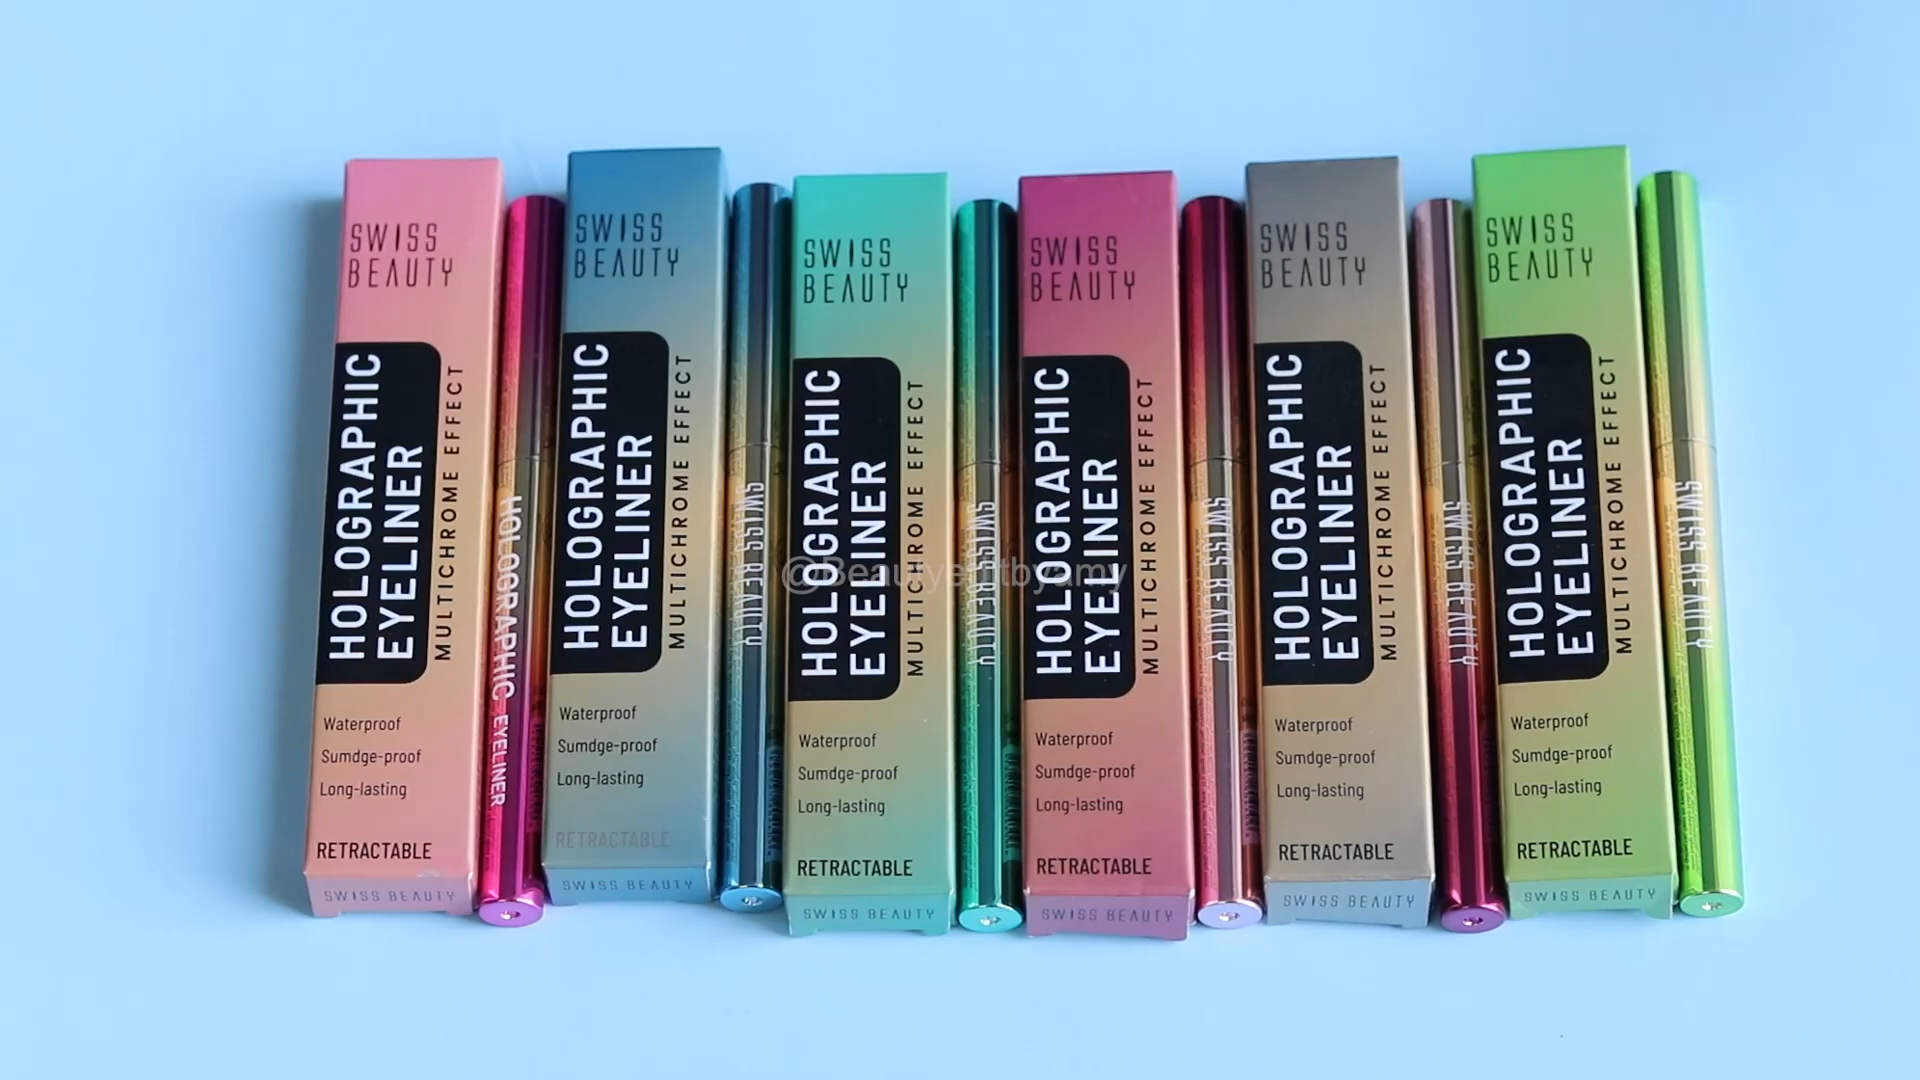 SWISS
BEAUTY
HOLOGRAPHIC
EYELINER
MULTICHROME EFFECT
Waterproof
Sumdge-proof
Long-lasting
RETRACTABLE
SWISS BEAUTY
HOLOGRAPHIC EYELINER
SWISS
BEAUTY
HOLOGRAPHIC
EYELINER
MULTICHROME EFFECT
Waterproof
Sumdge-proof
Long-lasting
RETRACTABLE
SWISS BEAUTY
SWISS BEAUTY
SWISS
BEAUTY
HOLOGRAPHIC
EYELINER
MULTICHROME EFFECT
Waterproof
Sumdge-proof
Long-lasting
RETRACTABLE
SWISS BEAUTY
SWISS BEAUTY
SWISS
BEAUTY
HOLOGRAPHIC
EYELINER
MULTICHROME EFFECT
Waterproof
Sumdge-proof
Long-lasting
RETRACTABLE
SWISS BEAUTY
SWISS BEAUTY
SWISS
BEAUTY
HOLOGRAPHIC
EYELINER
MULTICHROME EFFECT
Waterproof
Sumdge-proof
Long-lasting
RETRACTABLE
SWISS BEAUTY
SWISS BEAUTY
SWISS
BEAUTY
HOLOGRAPHIC
EYELINER
MULTICHROME EFFECT
Waterproof
Sumdge-proof
Long-lasting
RETRACTABLE
SWISS BEAUTY
SWISS BEAUTY